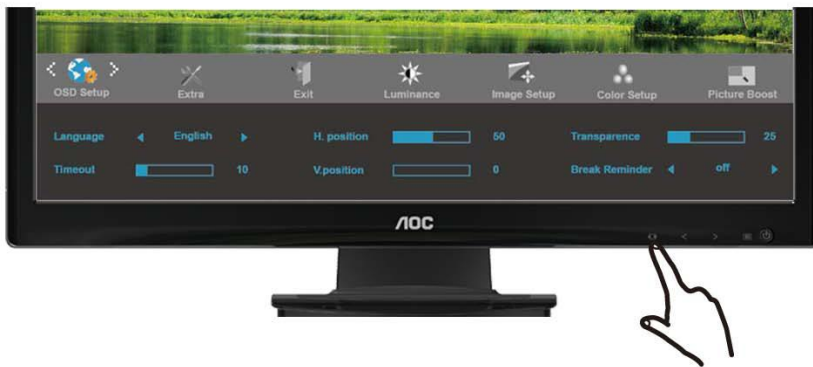 OSD Setup Extra Exit Luminance Image Setup Color Setup Picture Boost
Language English H. position 50 Transparence 25
Timeout 10 V.position 0 Break Reminder off
AOC